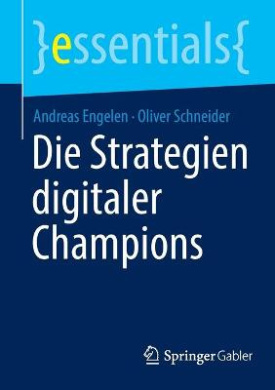 }essentials{
Andreas Engelen · Oliver Schneider
Die Strategien
digitaler
Champions
Springer Gabler